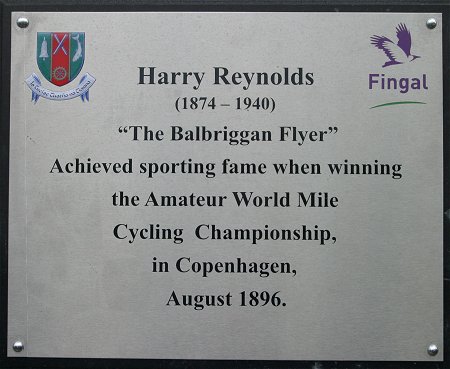 Fingal
Harry Reynolds
(1874 – 1940)
“The Balbriggan Flyer”
Achieved sporting fame when winning
the Amateur World Mile
Cycling Championship,
in Copenhagen,
August 1896.